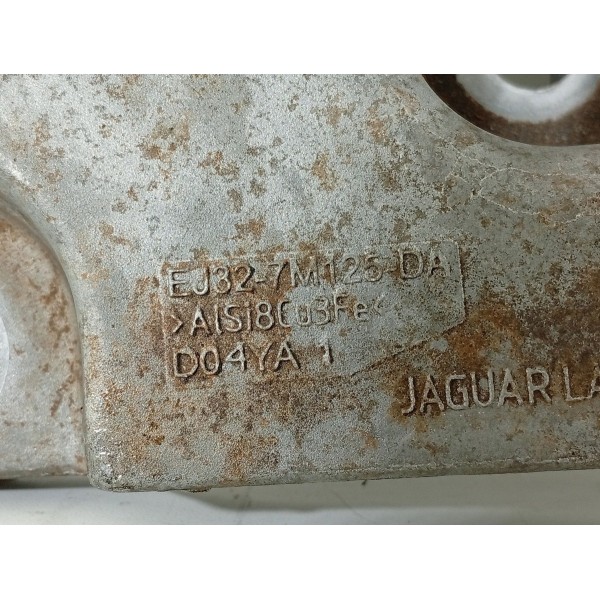 EJ32-7M125-DA
>AlSi8Cu3Fe<
D04YA 1
JAGUAR LA